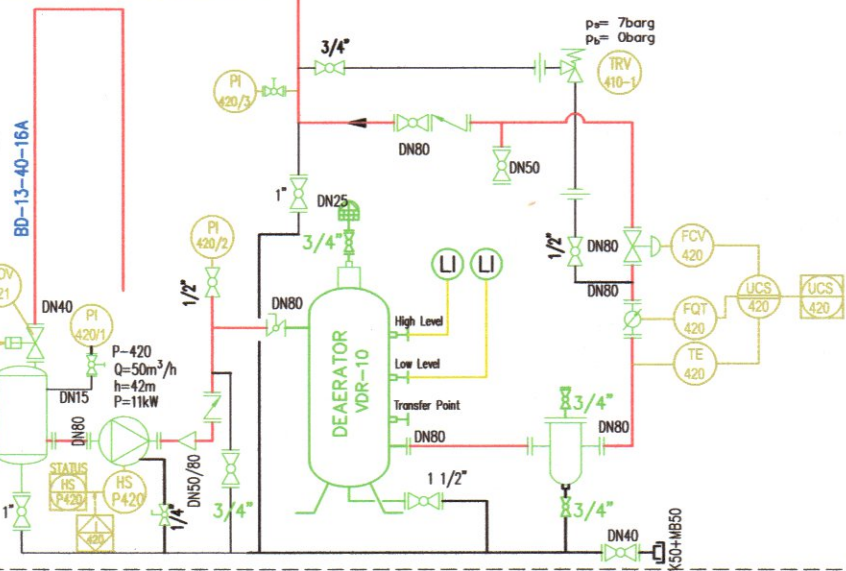 pa= 7barg
pb= 0barg
3/4"
TRV
410-1
PI
420/3
BD-13-40-16A
DN80
DN50
1"
DN25
PI
420/2
3/4"
1/2"
LI
LI
1/2"
DN80
FCV
420
DN80
UCS
420
UCS
420
DN40
PI
420/1
DN80
High Level
FQT
420
P-420
Q=50m³/h
h=42m
P=11kW
DEAERATOR
VDR-10
Low Level
TE
420
DN15
Transfer Point
3/4"
DN80
DN80
DN80
DN50/80
STATUS
HS
P420
HS
P420
1 1/2"
1"
1/4"
3/4"
3/4"
I
420
DN40
K50+MB50